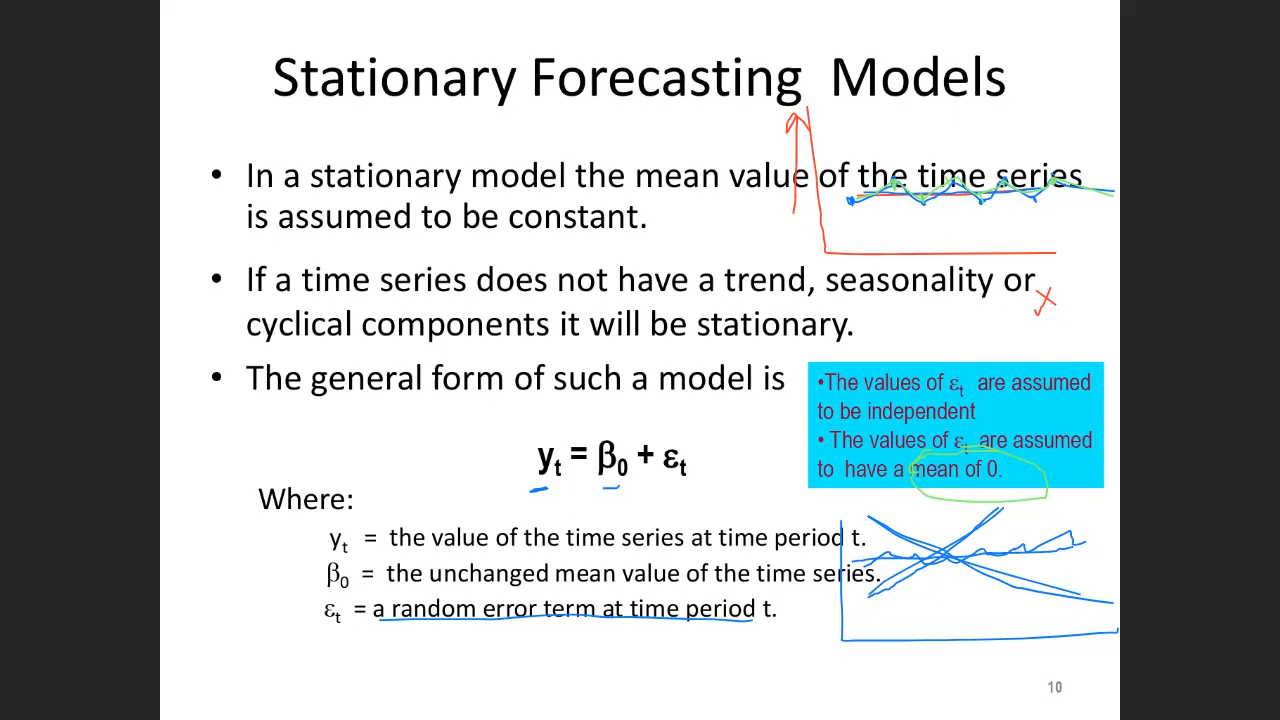 Stationary Forecasting Models
• In a stationary model the mean value of the time series
is assumed to be constant.
• If a time series does not have a trend, seasonality or
cyclical components it will be stationary.
• The general form of such a model is
•The values of εt are assumed
to be independent
• The values of εt are assumed
to have a mean of 0.
yt = β0 + εt
Where:
yt = the value of the time series at time period t.
β0 = the unchanged mean value of the time series.
εt = a random error term at time period t.
10